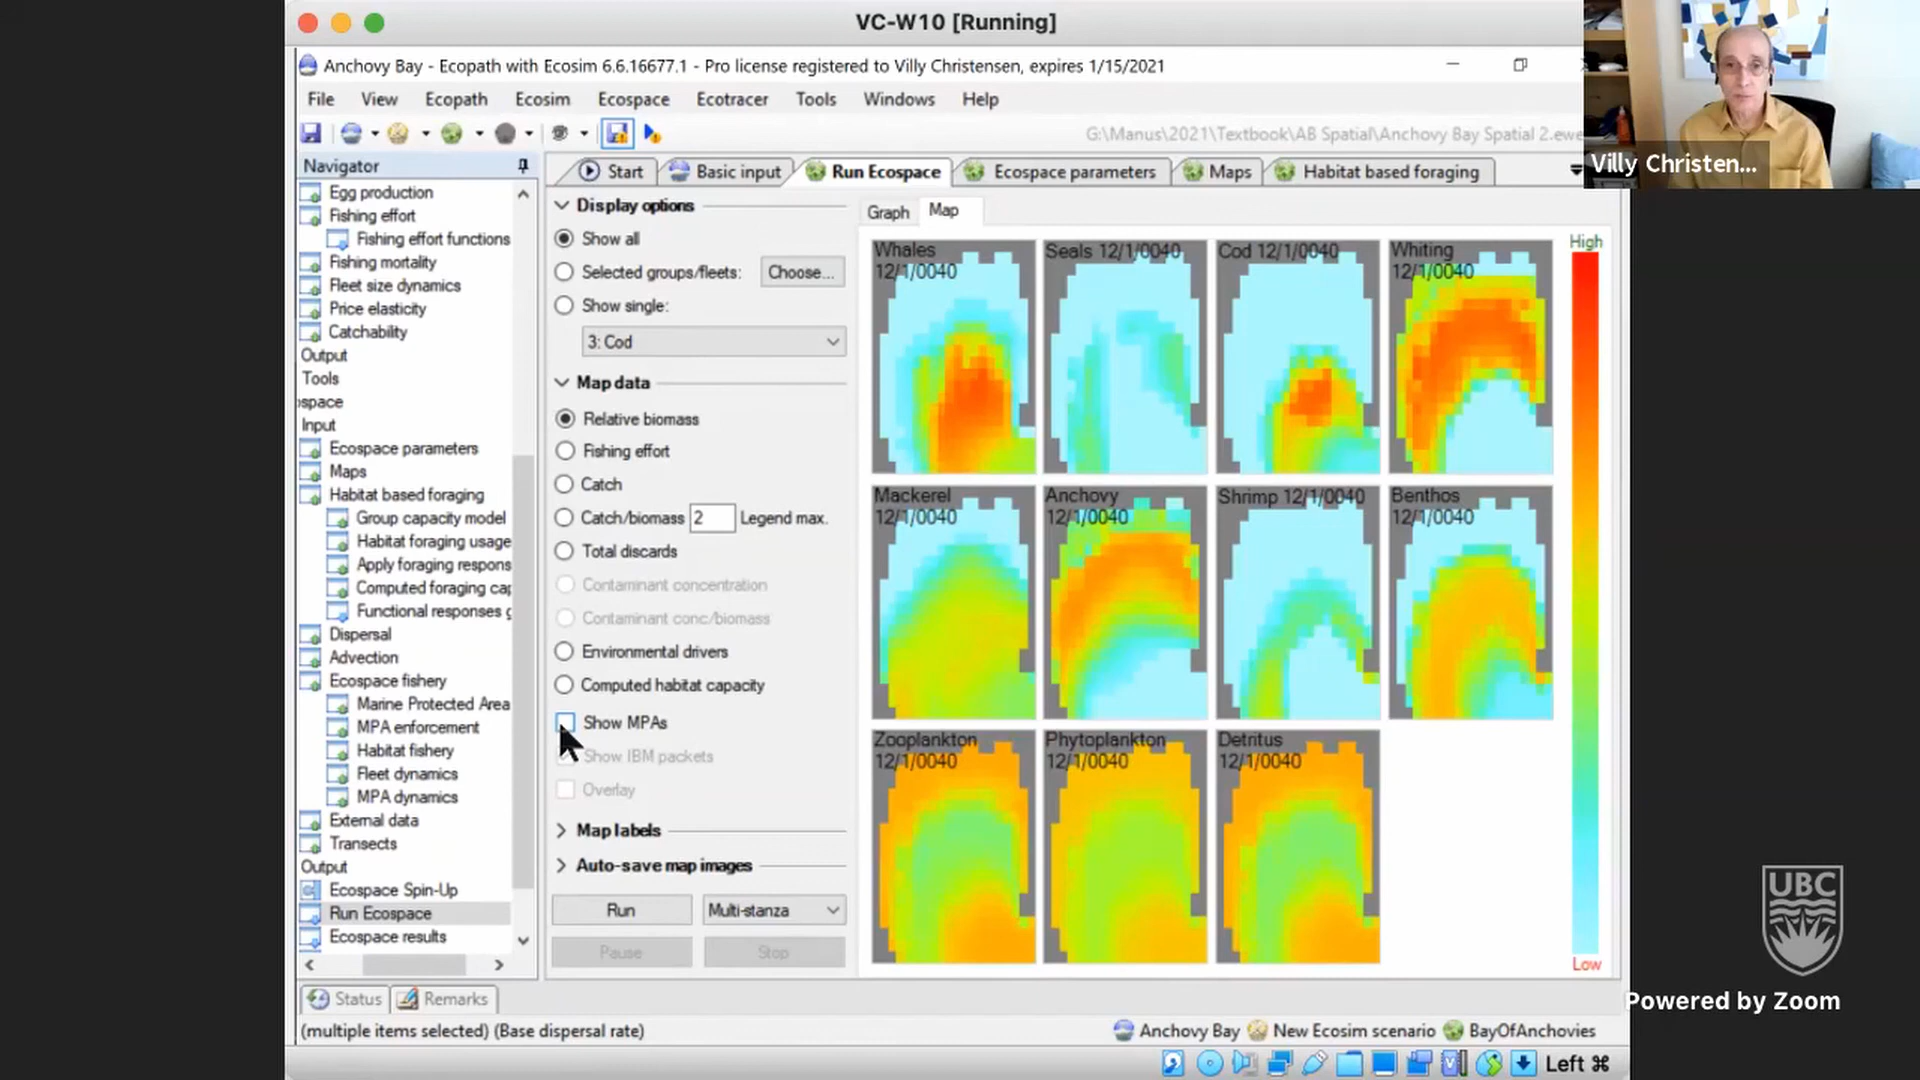 VC-W10 [Running]
Anchovy Bay - Ecopath with Ecosim 6.6.16677.1 - Pro license registered to Villy Christensen, expires 1/15/2021
File View Ecopath Ecosim Ecospace Ecotracer Tools Windows Help
G:\Manus\2021\Textbook\AB Spatial\Anchovy Bay Spatial 2.ewe
Villy Christen...
Navigator
Egg production
Fishing effort
Fishing effort functions
Fishing mortality
Fleet size dynamics
Price elasticity
Catchability
Output
Tools
space
Input
Ecospace parameters
Maps
Habitat based foraging
Group capacity model
Habitat foraging usage
Apply foraging respons
Computed foraging cap
Functional responses g
Dispersal
Advection
Ecospace fishery
Marine Protected Area
MPA enforcement
Habitat fishery
Fleet dynamics
MPA dynamics
External data
Transects
Output
Ecospace Spin-Up
Run Ecospace
Ecospace results
Start Basic input Run Ecospace Ecospace parameters Maps Habitat based foraging
Display options
Show all
Selected groups/fleets: Choose...
Show single:
3: Cod
Map data
Relative biomass
Fishing effort
Catch
Catch/biomass 2 Legend max.
Total discards
Contaminant concentration
Contaminant conc/biomass
Environmental drivers
Computed habitat capacity
Show MPAs
Show IBM packets
Overlay
Map labels
Auto-save map images
Run Multi-stanza
Pause Stop
Graph Map
Whales
12/1/0040
Seals 12/1/0040
Cod 12/1/0040
Whiting
12/1/0040
High
Mackerel
12/1/0040
Anchovy
12/1/0040
Shrimp 12/1/0040
Benthos
12/1/0040
Zooplankton
12/1/0040
Phytoplankton
12/1/0040
Detritus
12/1/0040
Low
Status Remarks
(multiple items selected) (Base dispersal rate)
Anchovy Bay New Ecosim scenario BayOfAnchovies
Left ⌘
UBC
Powered by Zoom